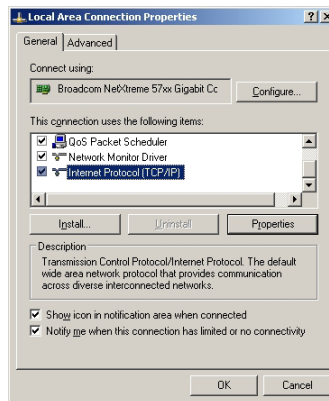 Local Area Connection Properties
General Advanced
Connect using:
Broadcom NetXtreme 57xx Gigabit Cc
Configure...
This connection uses the following items:
QoS Packet Scheduler
Network Monitor Driver
Internet Protocol (TCP/IP)
Install... Uninstall Properties
Description
Transmission Control Protocol/Internet Protocol. The default
wide area network protocol that provides communication
across diverse interconnected networks.
Show icon in notification area when connected
Notify me when this connection has limited or no connectivity
OK Cancel